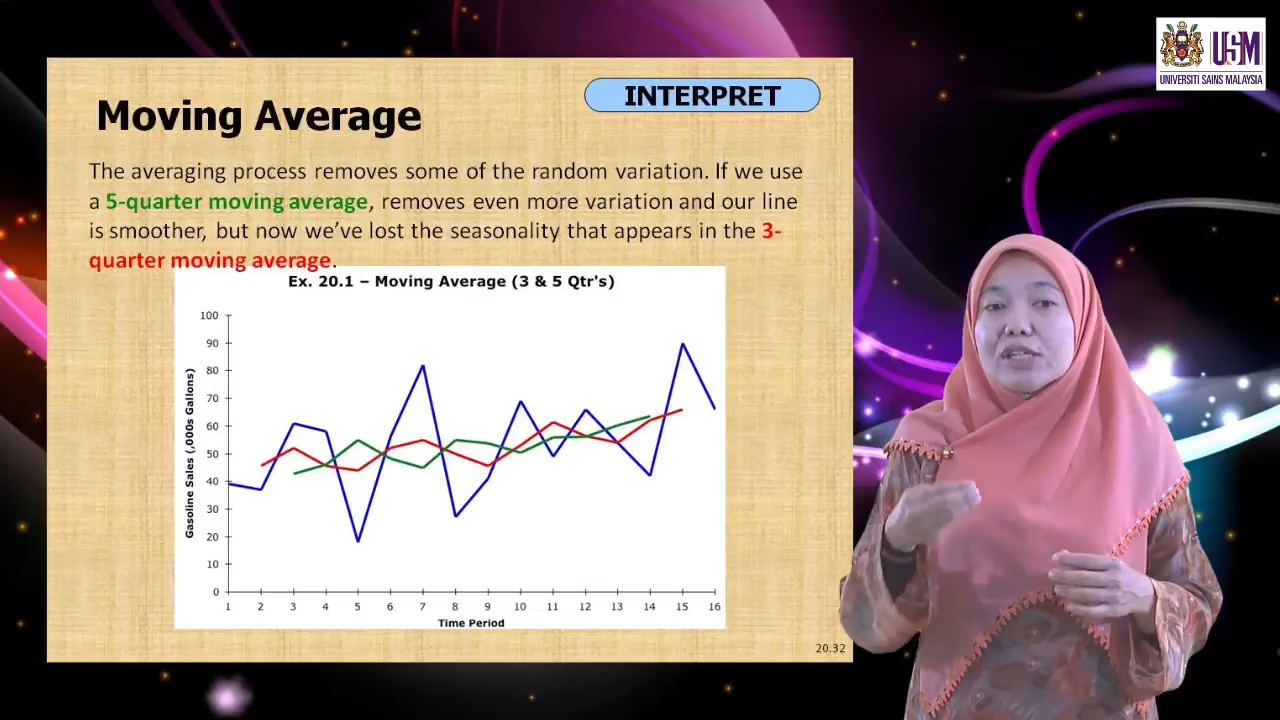 USM
UNIVERSITI SAINS MALAYSIA
INTERPRET
Moving Average
The averaging process removes some of the random variation. If we use
a 5-quarter moving average, removes even more variation and our line
is smoother, but now we’ve lost the seasonality that appears in the 3-
quarter moving average.
Ex. 20.1 – Moving Average (3 & 5 Qtr's)
Gasoline Sales (,000s Gallons)
100
90
80
70
60
50
40
30
20
10
0
1 2 3 4 5 6 7 8 9 10 11 12 13 14 15 16
Time Period
20.32